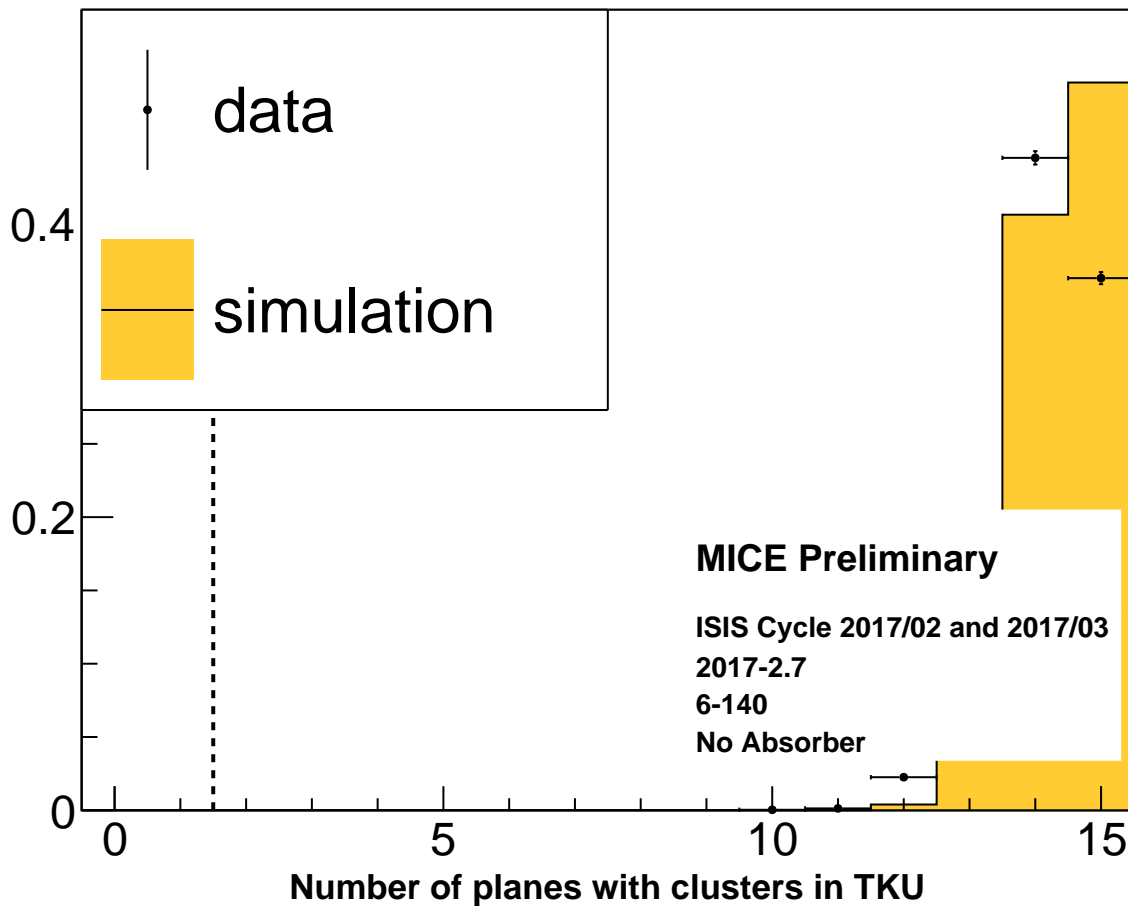 data
simulation
0.4
0.2
0
MICE Preliminary
ISIS Cycle 2017/02 and 2017/03
2017-2.7
6-140
No Absorber
0 5 10 15
Number of planes with clusters in TKU